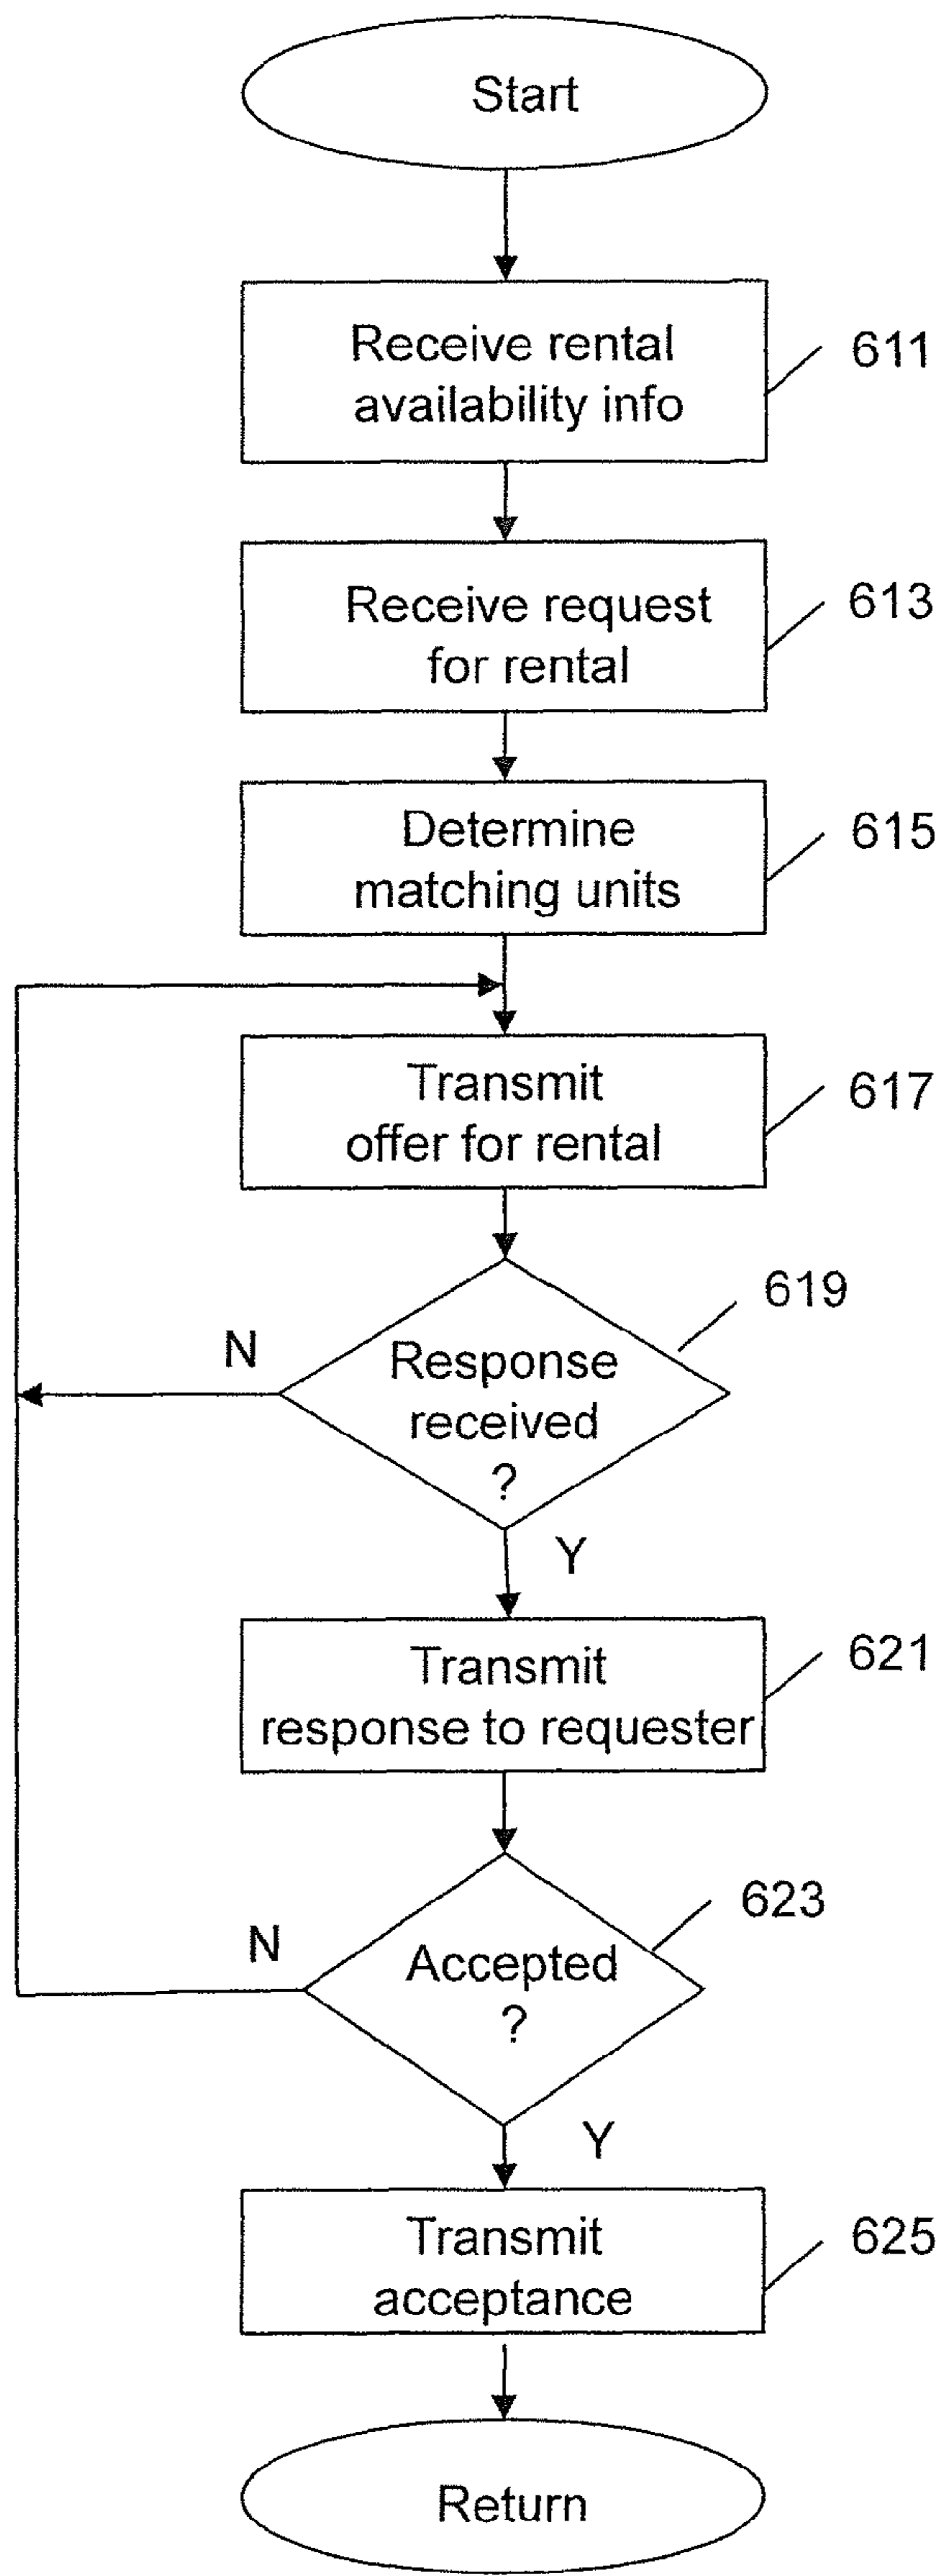 Start
Receive rental
availability info
611
Receive request
for rental
613
Determine
matching units
615
Transmit
offer for rental
617
619
N
Response
received
?
Y
Transmit
response to requester
621
623
N
Accepted
?
Y
Transmit
acceptance
625
Return